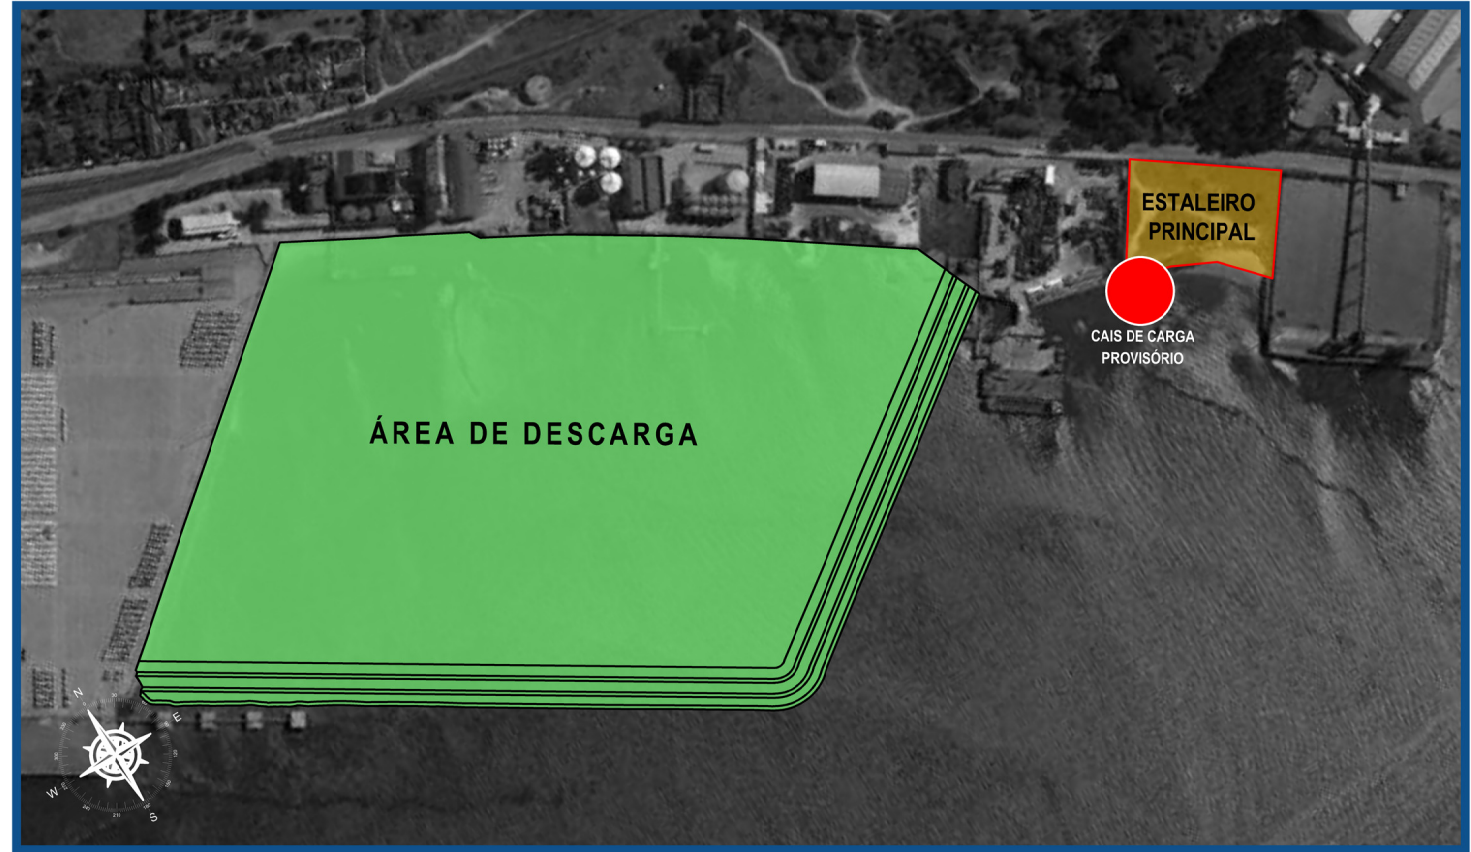 ESTALEIRO
PRINCIPAL
CAIS DE CARGA
PROVISÓRIO
ÁREA DE DESCARGA
N
E
W
S